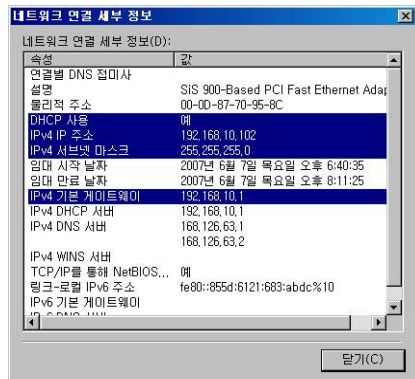 네트워크 연결 세부 정보
네트워크 연결 세부 정보(D):
속성 값
연결별 DNS 접미사
설명 SiS 900-Based PCI Fast Ethernet Adap
물리적 주소 00-0D-87-70-95-8C
DHCP 사용 예
IPv4 IP 주소 192,168,10,102
IPv4 서브넷 마스크 255,255,255,0
임대 시작 날짜 2007년 6월 7일 목요일 오후 6:40:35
임대 만료 날짜 2007년 6월 7일 목요일 오후 8:11:25
IPv4 기본 게이트웨이 192,168,10,1
IPv4 DHCP 서버 192,168,10,1
IPv4 DNS 서버 168,126,63,1
168,126,63,2
IPv4 WINS 서버
TCP/IP를 통해 NetBIOS... 예
링크-로컬 IPv6 주소 fe80::855d:6121:683:abdc%10
IPv6 기본 게이트웨이
닫기(C)